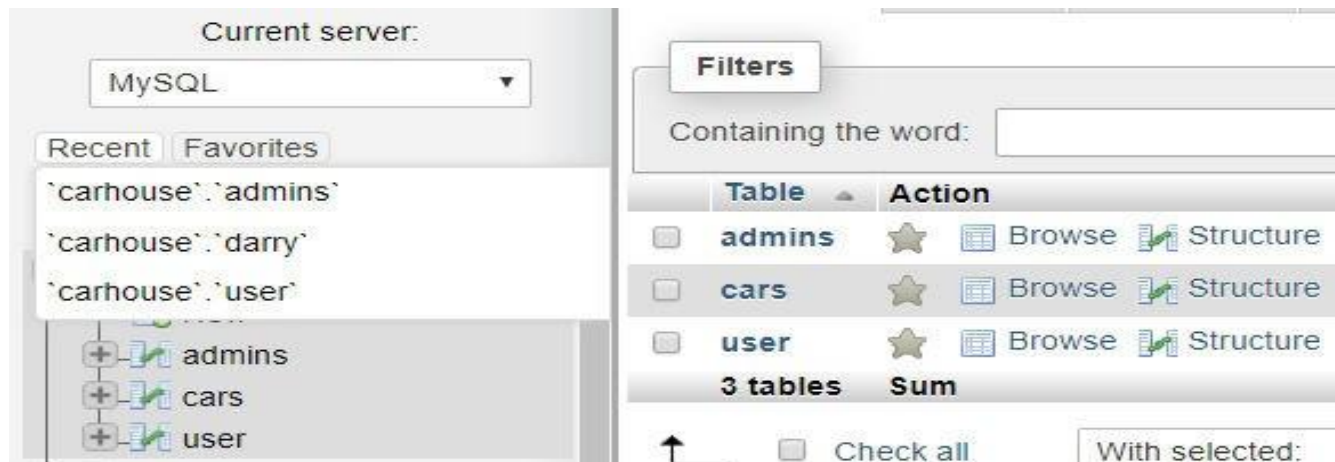 Current server:
MySQL
Recent Favorites
`carhouse`.`admins`
`carhouse`.`darry`
`carhouse`.`user`
admins
cars
user
Filters
Containing the word:
Table Action
admins Browse Structure
cars Browse Structure
user Browse Structure
3 tables Sum
Check all With selected: